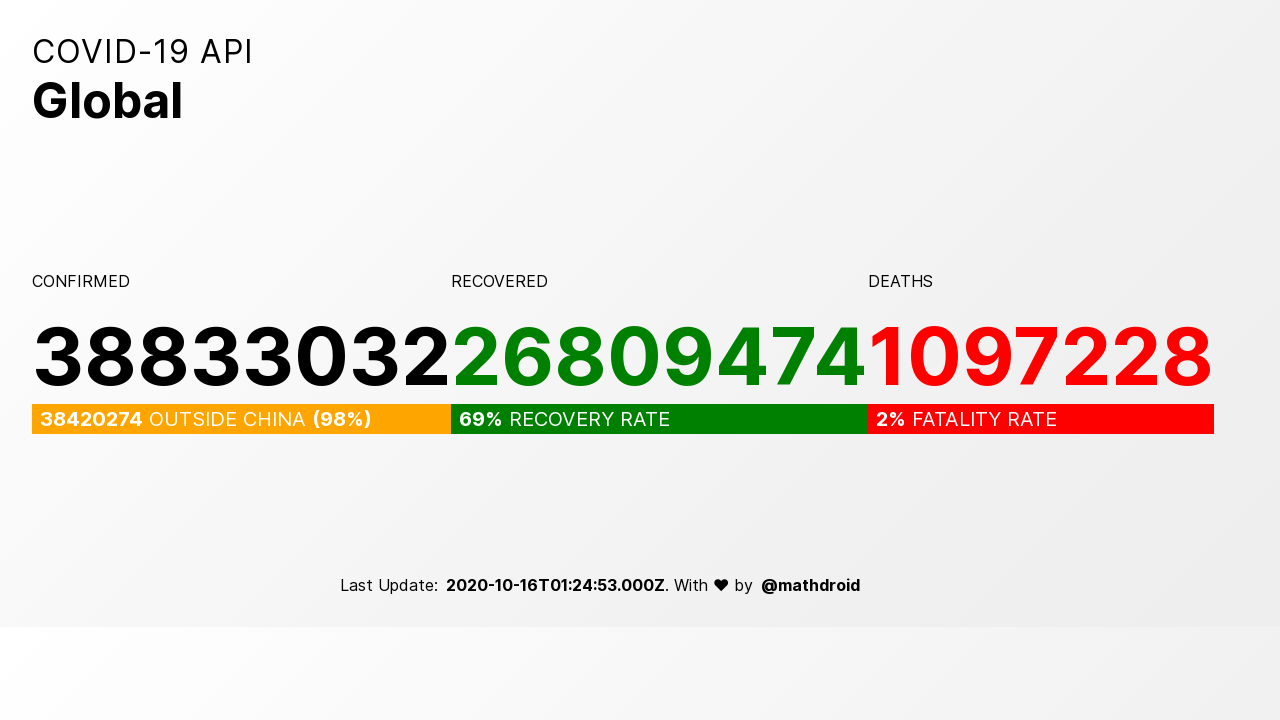 COVID-19 API
Global
CONFIRMED
38833032
38420274 OUTSIDE CHINA (98%)
RECOVERED
26809474
69% RECOVERY RATE
DEATHS
1097228
2% FATALITY RATE
Last Update: 2020-10-16T01:24:53.000Z. With ♥ by @mathdroid